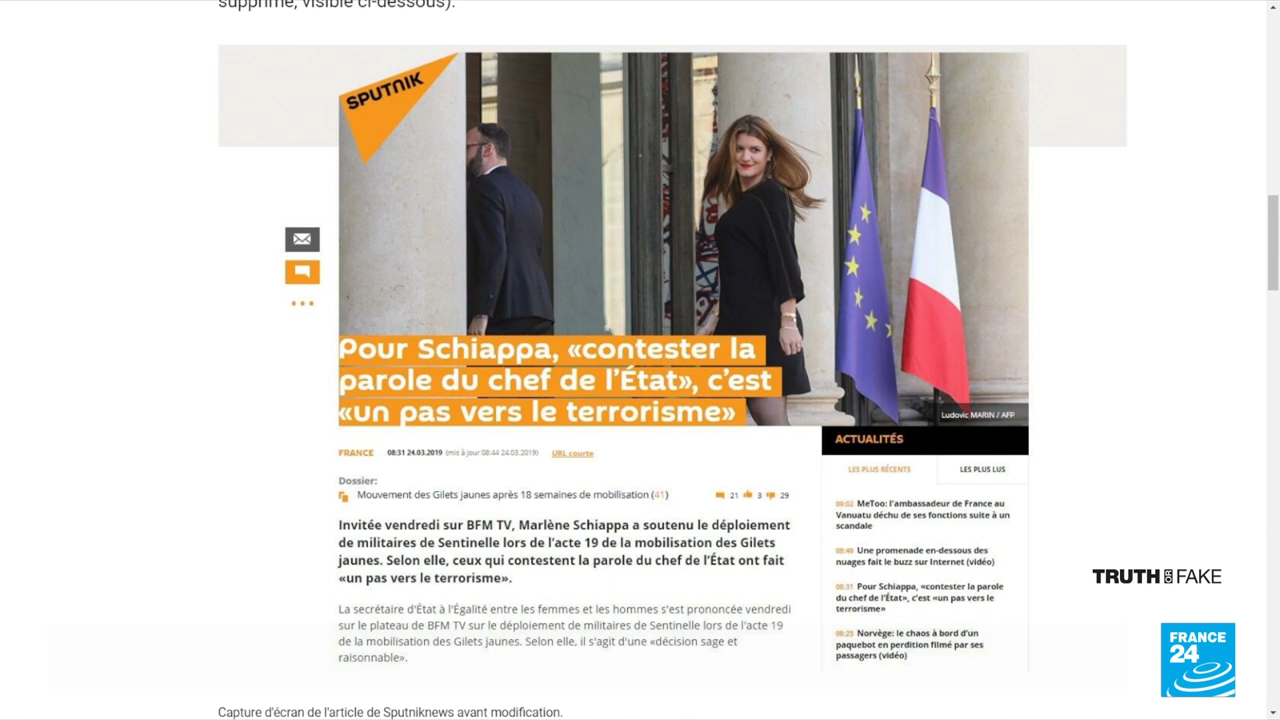 supprimé, visible ci-dessous).
SPUTNIK
Pour Schiappa, «contester la
parole du chef de l'État», c'est
«un pas vers le terrorisme»
Ludovic MARIN / AFP
FRANCE 08:31 24.03.2019 (mis à jour 08:44 24.03.2019) URL courte
Dossier:
Mouvement des Gilets jaunes après 18 semaines de mobilisation (41) 21 3 29
Invitée vendredi sur BFM TV, Marlène Schiappa a soutenu le déploiement
de militaires de Sentinelle lors de l'acte 19 de la mobilisation des Gilets
jaunes. Selon elle, ceux qui contestent la parole du chef de l'État ont fait
«un pas vers le terrorisme».
La secrétaire d'État à l'Égalité entre les femmes et les hommes s'est prononcée vendredi
sur le plateau de BFM TV sur le déploiement de militaires de Sentinelle lors de l'acte 19
de la mobilisation des Gilets jaunes. Selon elle, il s'agit d'une «décision sage et
raisonnable».
ACTUALITÉS
LES PLUS RÉCENTS LES PLUS LUS
09:02 MeToo: l'ambassadeur de France au
Vanuatu déchu de ses fonctions suite à un
scandale
08:48 Une promenade en-dessous des
nuages fait le buzz sur Internet (vidéo)
08:31 Pour Schiappa, «contester la parole
du chef de l'État», c'est «un pas vers le
terrorisme»
08:25 Norvège: le chaos à bord d'un
paquebot en perdition filmé par ses
passagers (vidéo)
TRUTH OR FAKE
FRANCE
24
Capture d'écran de l'article de Sputniknews avant modification.